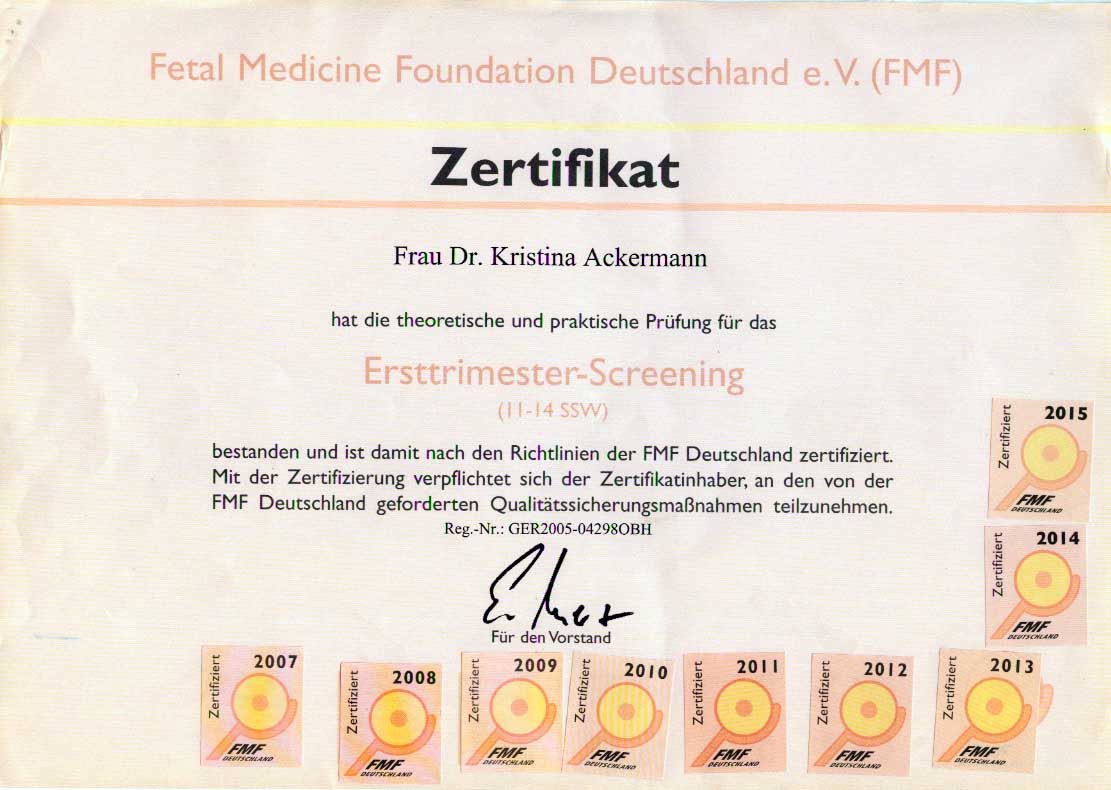 Fetal Medicine Foundation Deutschland e.V. (FMF)
Zertifikat
Frau Dr. Kristina Ackermann
hat die theoretische und praktische Prüfung für das
Ersttrimester-Screening
(11-14 SSW)
bestanden und ist damit nach den Richtlinien der FMF Deutschland zertifiziert.
Mit der Zertifizierung verpflichtet sich der Zertifikatinhaber, an den von der
FMF Deutschland geforderten Qualitätssicherungsmaßnahmen teilzunehmen.
Reg.-Nr.: GER2005-04298OBH
Für den Vorstand
Zertifiziert
2015
FMF
DEUTSCHLAND
Zertifiziert
2014
FMF
DEUTSCHLAND
Zertifiziert
2007
FMF
DEUTSCHLAND
Zertifiziert
2008
FMF
DEUTSCHLAND
Zertifiziert
2009
FMF
DEUTSCHLAND
Zertifiziert
2010
FMF
DEUTSCHLAND
Zertifiziert
2011
FMF
DEUTSCHLAND
Zertifiziert
2012
FMF
DEUTSCHLAND
Zertifiziert
2013
FMF
DEUTSCHLAND